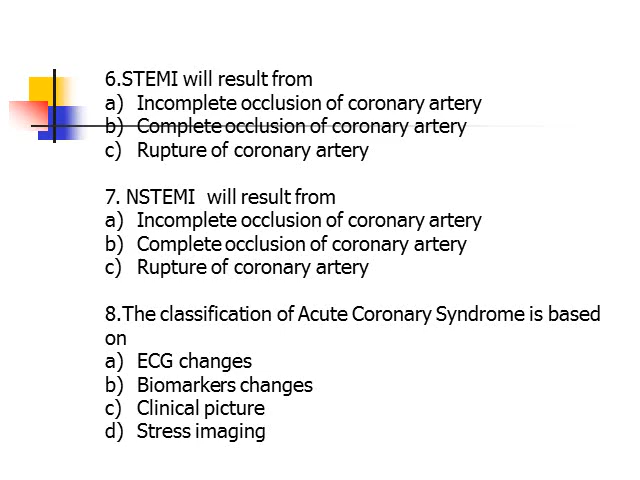 6.STEMI will result from
a) Incomplete occlusion of coronary artery
b) Complete occlusion of coronary artery
c) Rupture of coronary artery
7. NSTEMI will result from
a) Incomplete occlusion of coronary artery
b) Complete occlusion of coronary artery
c) Rupture of coronary artery
8.The classification of Acute Coronary Syndrome is based
on
a) ECG changes
b) Biomarkers changes
c) Clinical picture
d) Stress imaging